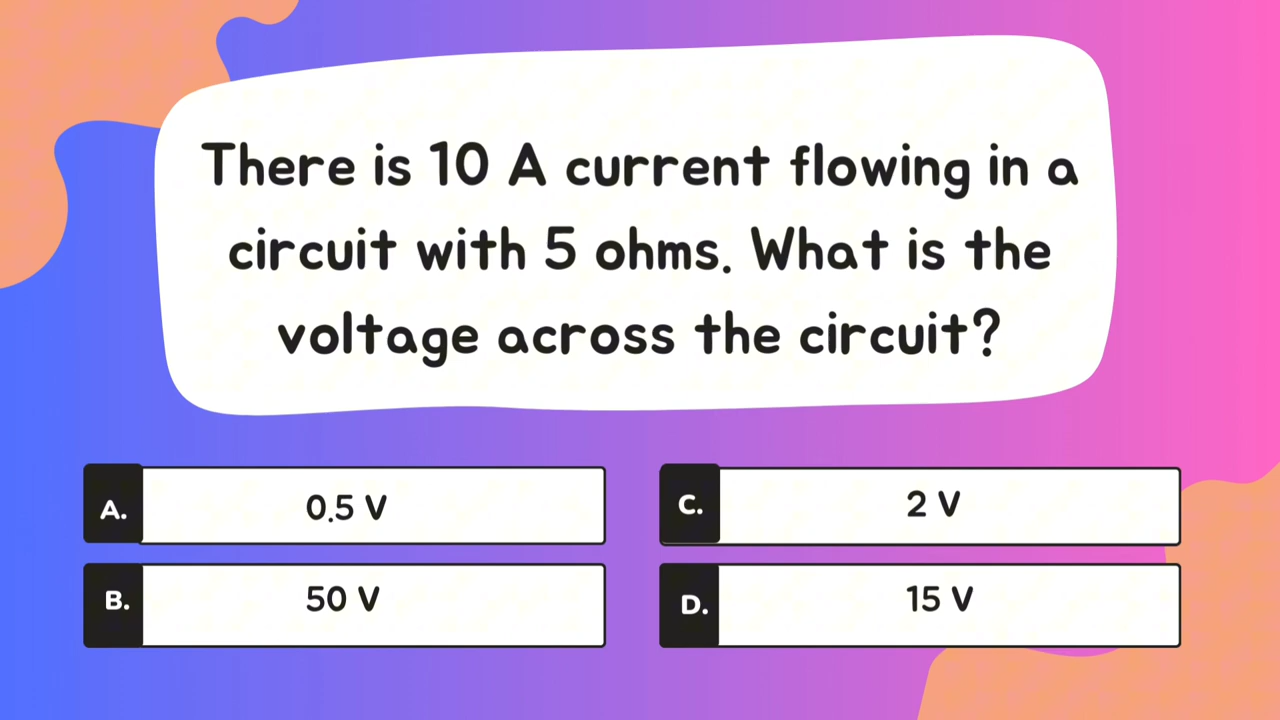 There is 10 A current flowing in a
circuit with 5 ohms. What is the
voltage across the circuit?
A. 0.5 V
B. 50 V
C. 2 V
D. 15 V